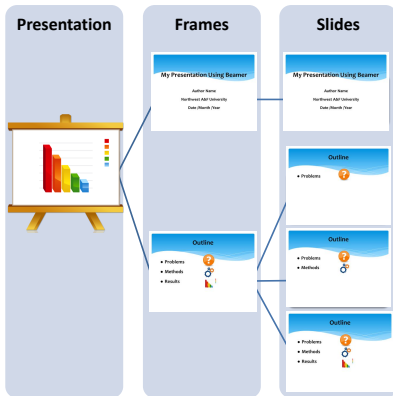 Presentation
Frames
Slides
My Presentation Using Beamer
Author Name
Northwest A&F University
Date /Month /Year
My Presentation Using Beamer
Author Name
Northwest A&F University
Date /Month /Year
Outline
• Problems
Outline
• Problems
• Methods
• Results
Outline
• Problems
• Methods
Outline
• Problems
• Methods
• Results